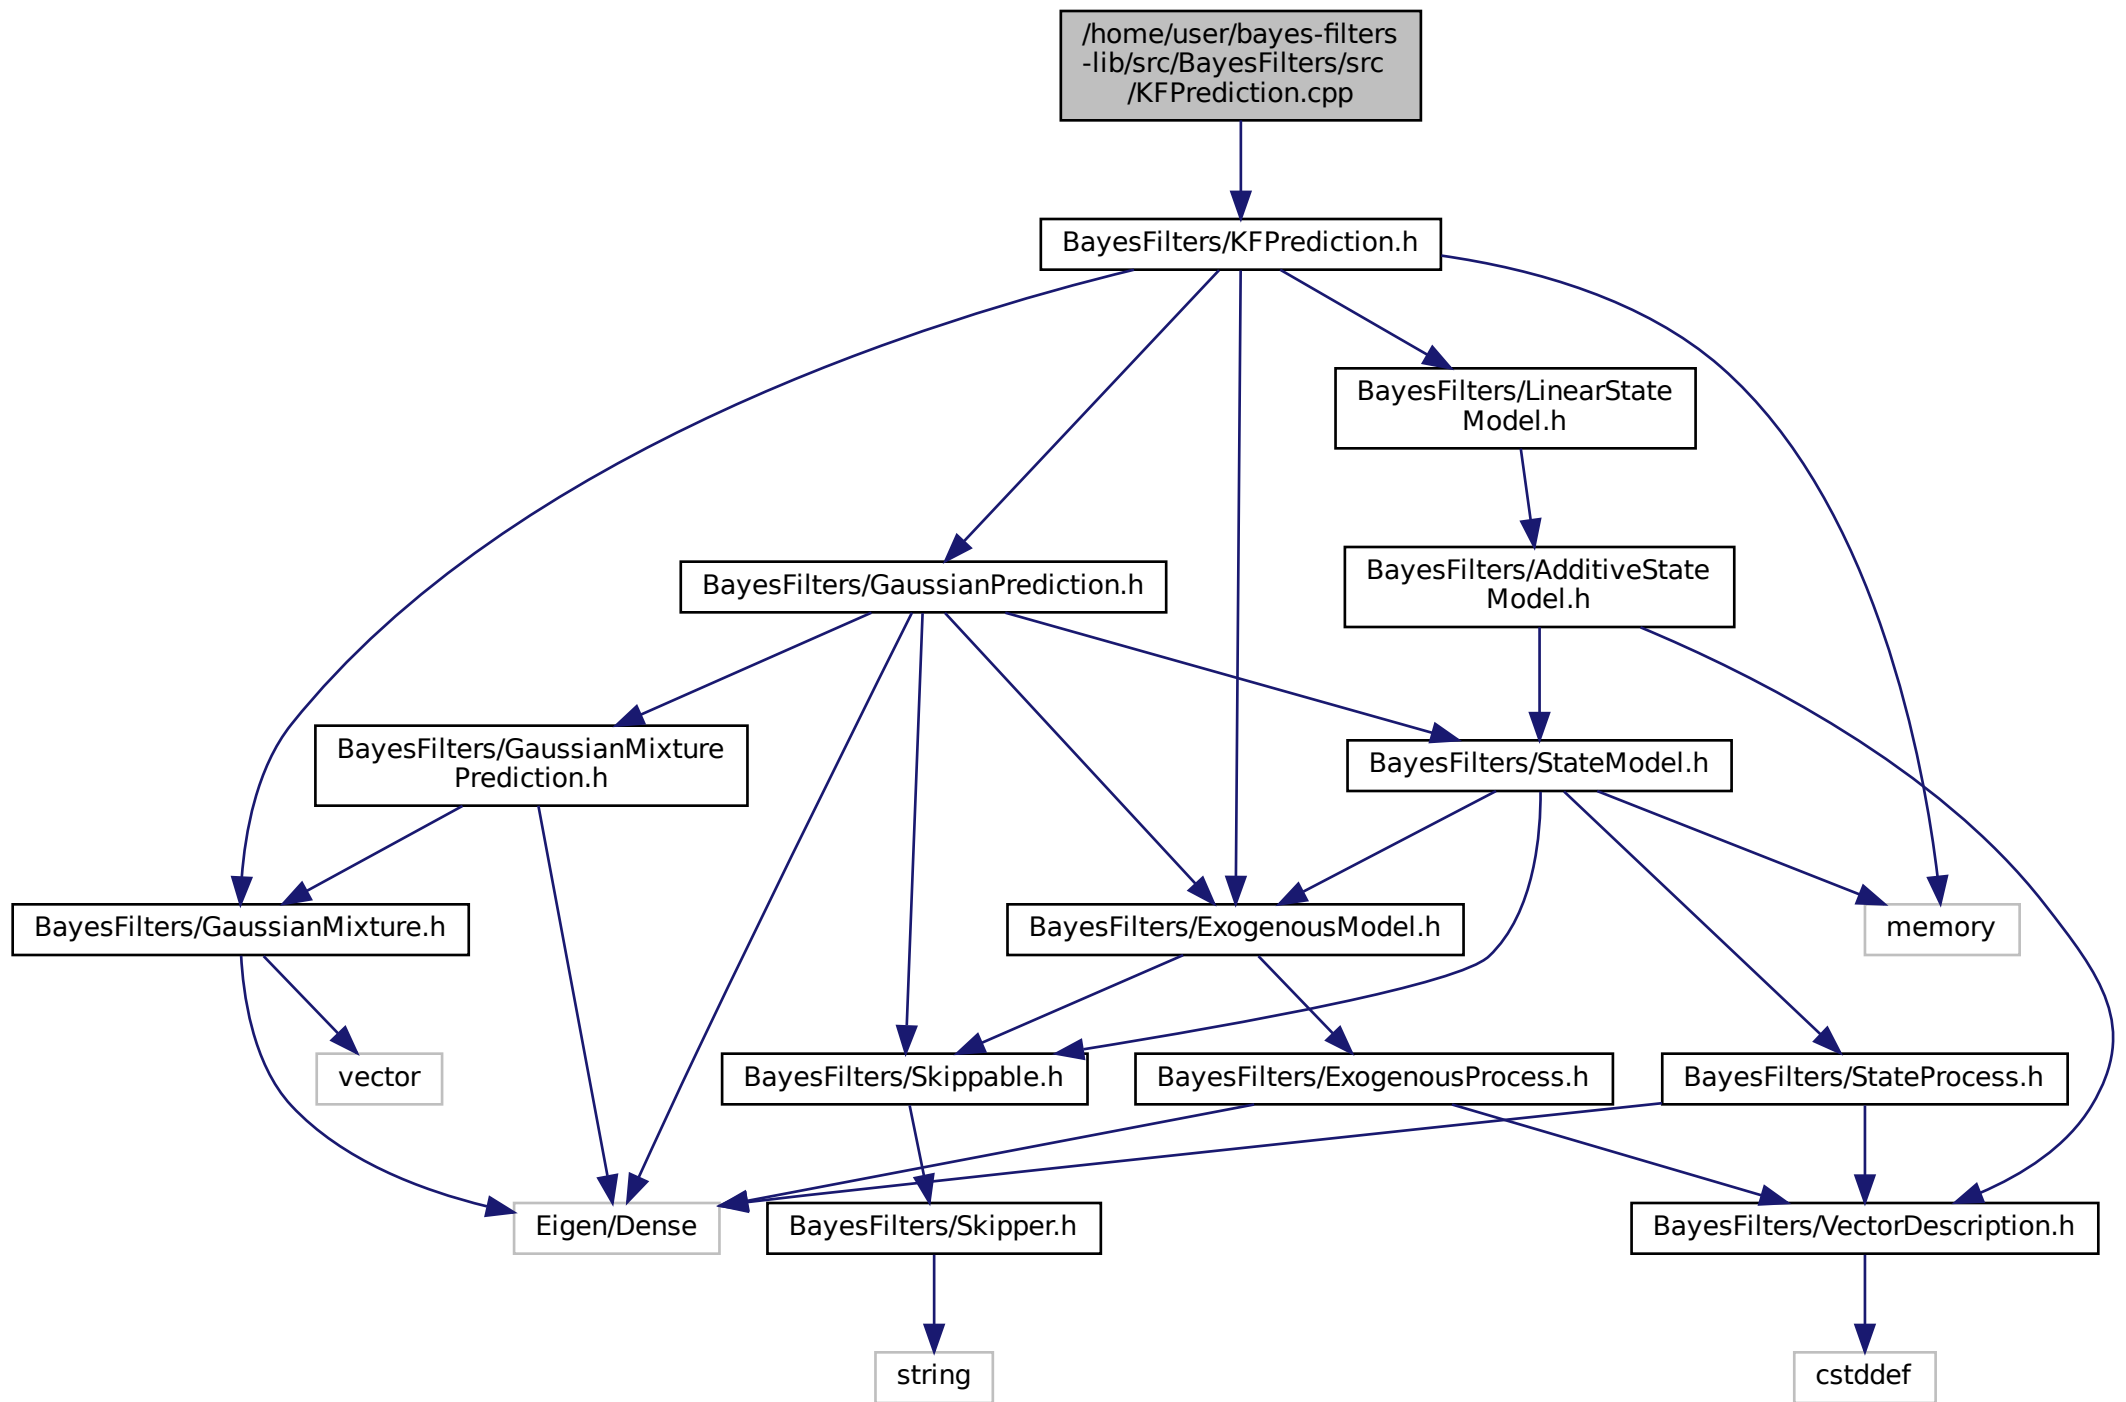 /home/user/bayes-filters
-lib/src/BayesFilters/src
/KFPrediction.cpp
BayesFilters/KFPrediction.h
BayesFilters/LinearState
Model.h
BayesFilters/GaussianPrediction.h
BayesFilters/AdditiveState
Model.h
BayesFilters/GaussianMixture
Prediction.h
BayesFilters/StateModel.h
BayesFilters/GaussianMixture.h
BayesFilters/ExogenousModel.h
memory
vector
BayesFilters/Skippable.h
BayesFilters/ExogenousProcess.h
BayesFilters/StateProcess.h
Eigen/Dense
BayesFilters/Skipper.h
BayesFilters/VectorDescription.h
string
cstddef